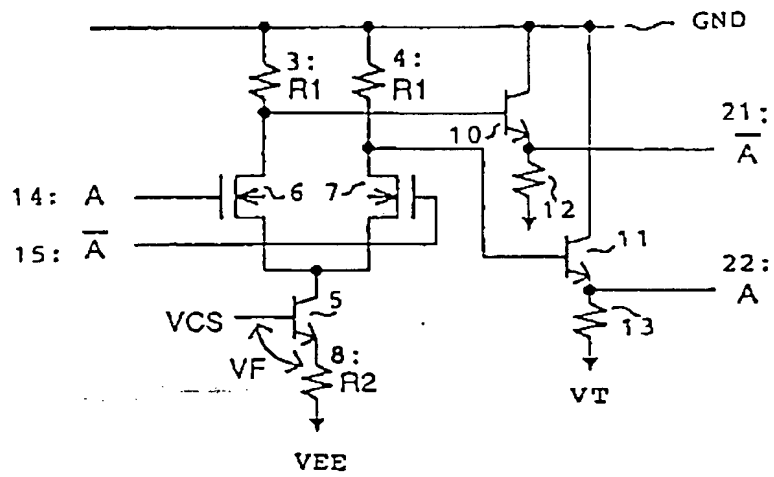 GND
3:
R1
4:
R1
21:
A̅
10
12
14: A
6
7
15: A̅
11
22:
A
13
5
VCS
VF
8:
R2
VT
VEE